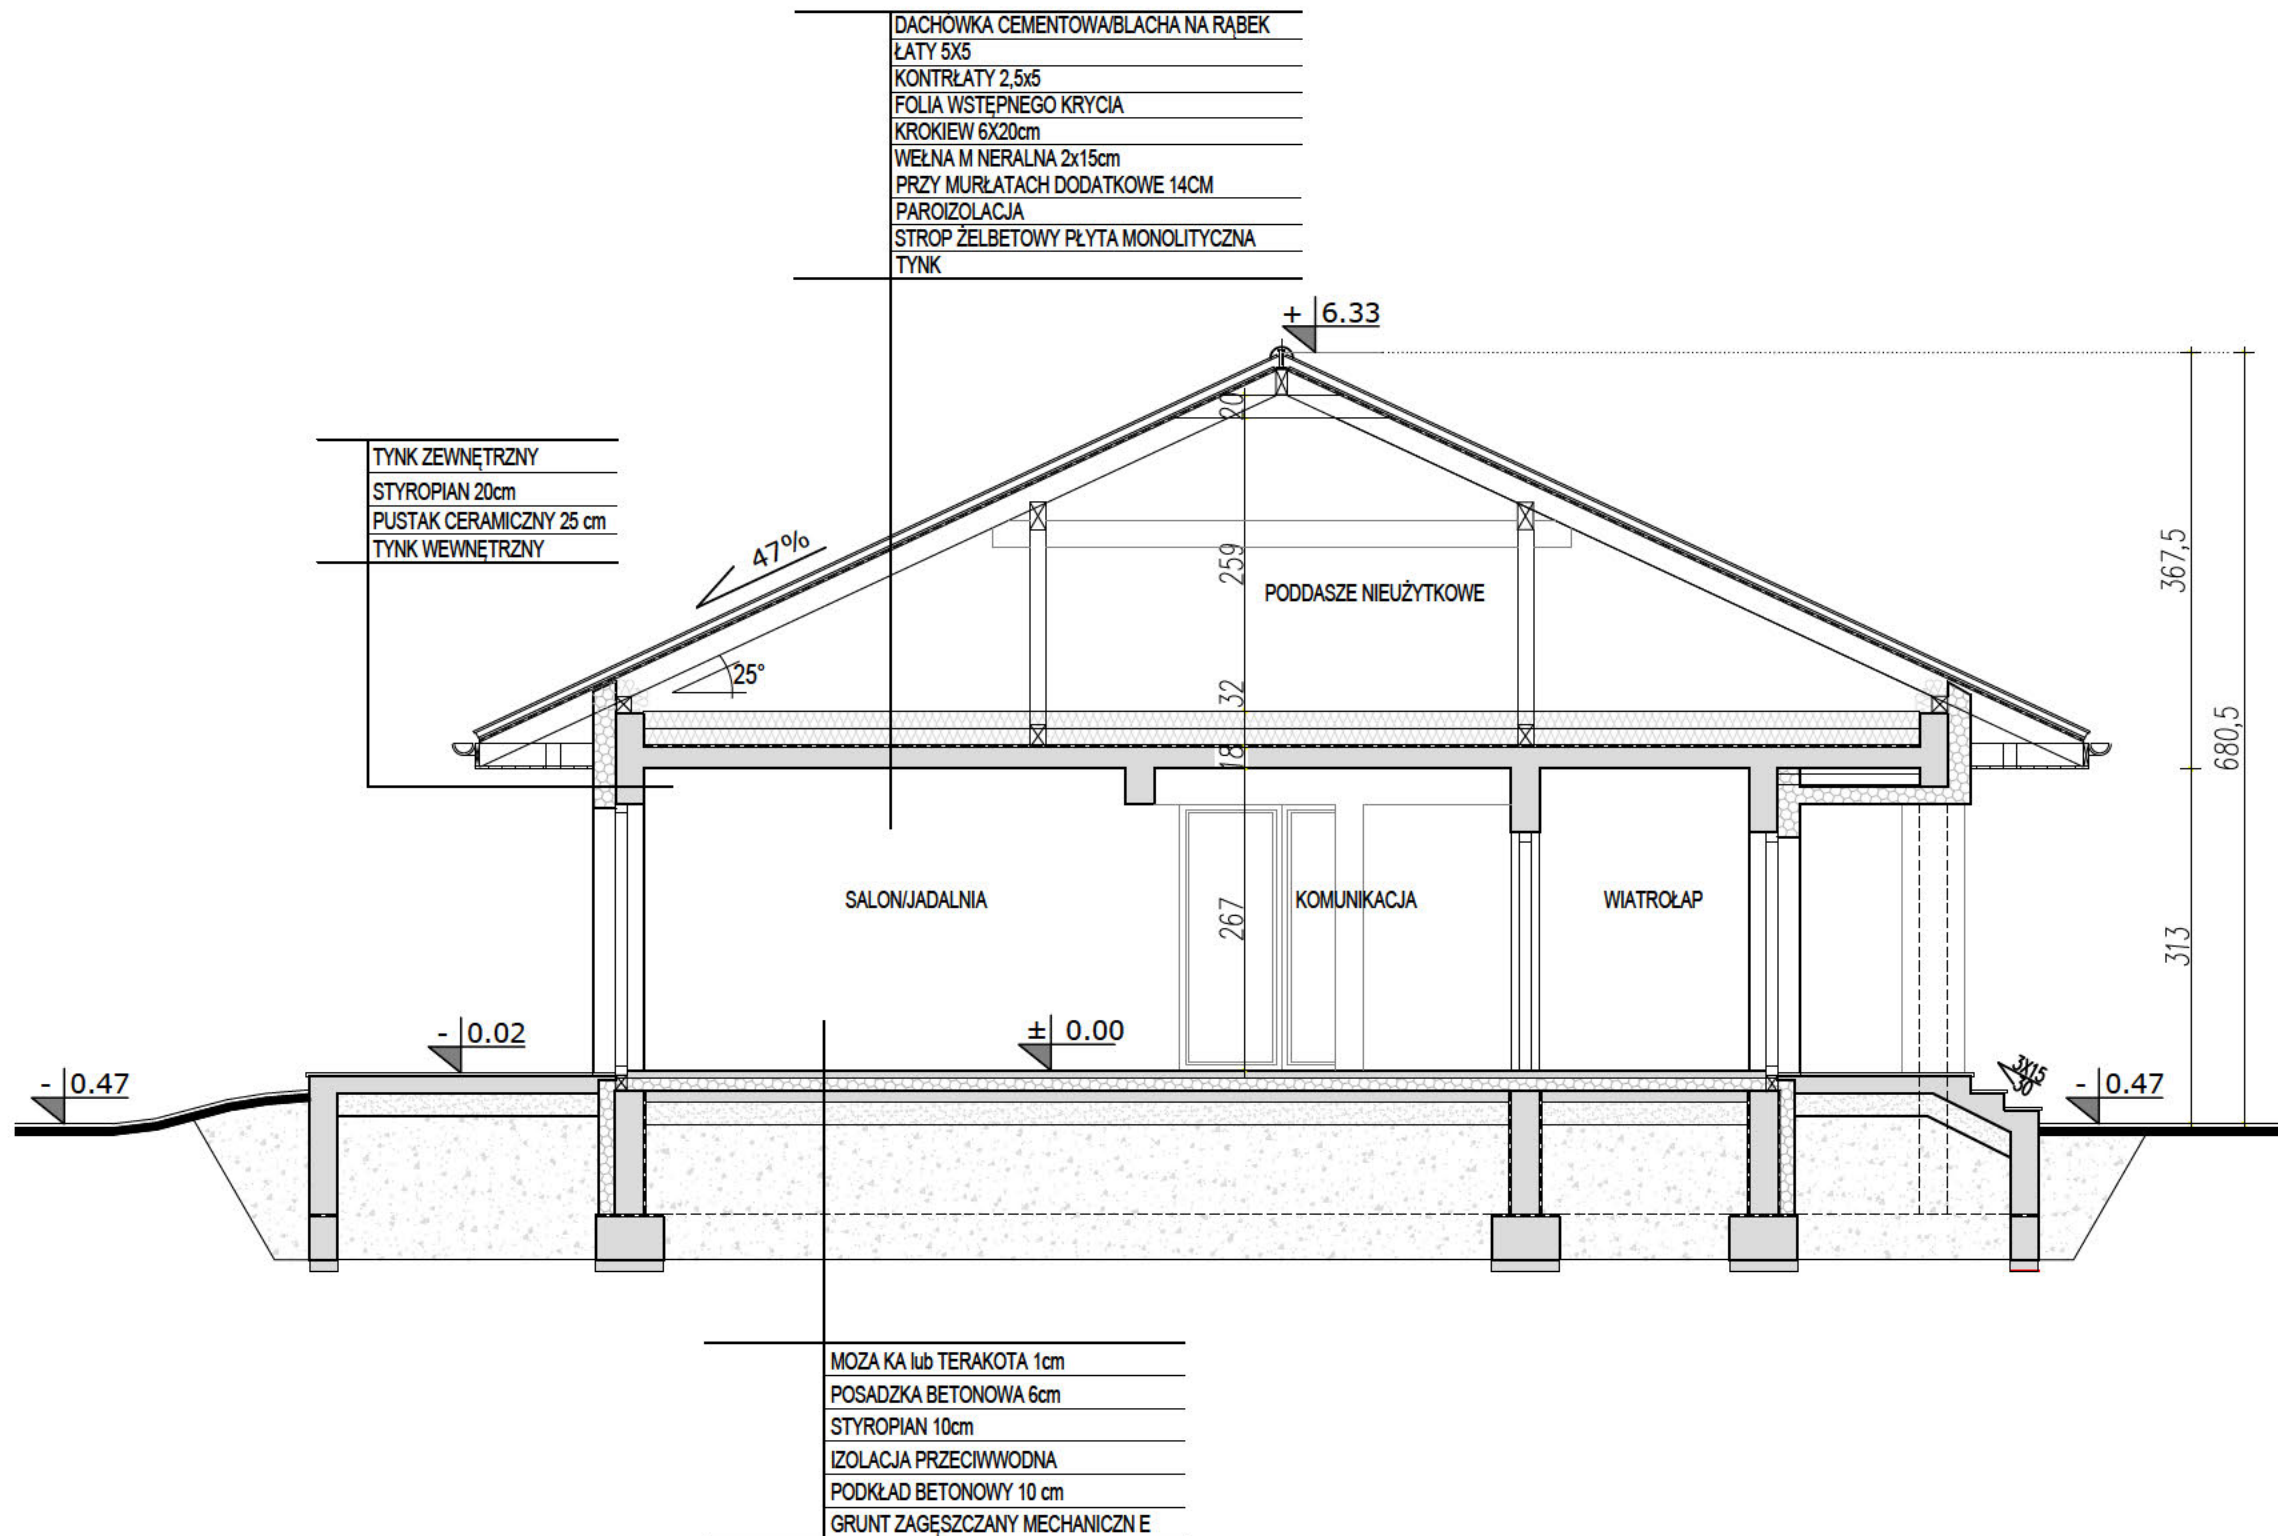 DACHÓWKA CEMENTOWA/BLACHA NA RĄBEK
ŁATY 5X5
KONTRŁATY 2,5x5
FOLIA WSTĘPNEGO KRYCIA
KROKIEW 6X20cm
WEŁNA M NERALNA 2x15cm
PRZY MURŁATACH DODATKOWE 14CM
PAROIZOLACJA
STROP ŻELBETOWY PŁYTA MONOLITYCZNA
TYNK
+ 6.33
20
TYNK ZEWNĘTRZNY
STYROPIAN 20cm
PUSTAK CERAMICZNY 25 cm
TYNK WEWNĘTRZNY
47%
259
PODDASZE NIEUŻYTKOWE
367,5
25°
32
680,5
18
SALON/JADALNIA
267
KOMUNIKACJA
WIATROŁAP
313
- 0.02
± 0.00
- 0.47
3X15
30
- 0.47
MOZA KA lub TERAKOTA 1cm
POSADZKA BETONOWA 6cm
STYROPIAN 10cm
IZOLACJA PRZECIWWODNA
PODKŁAD BETONOWY 10 cm
GRUNT ZAGĘSZCZANY MECHANICZN E